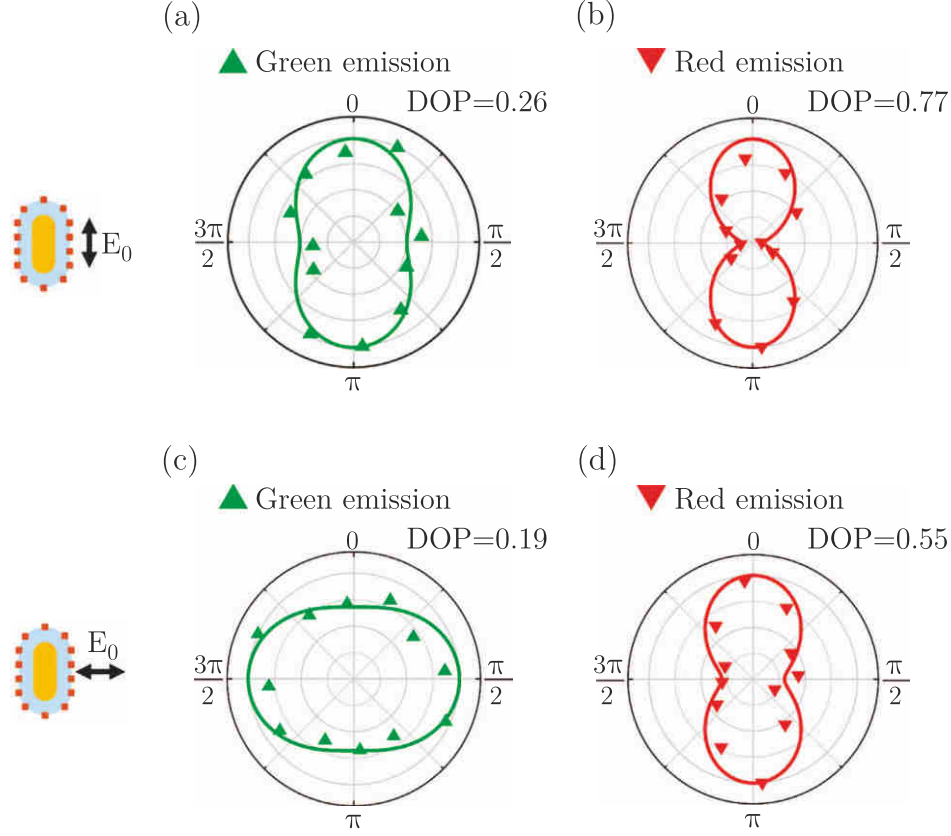 (a)
Green emission
DOP=0.26
0
3π/2
π/2
π
E₀
(b)
Red emission
DOP=0.77
0
3π/2
π/2
π
(c)
Green emission
DOP=0.19
0
3π/2
π/2
π
E₀
(d)
Red emission
DOP=0.55
0
3π/2
π/2
π